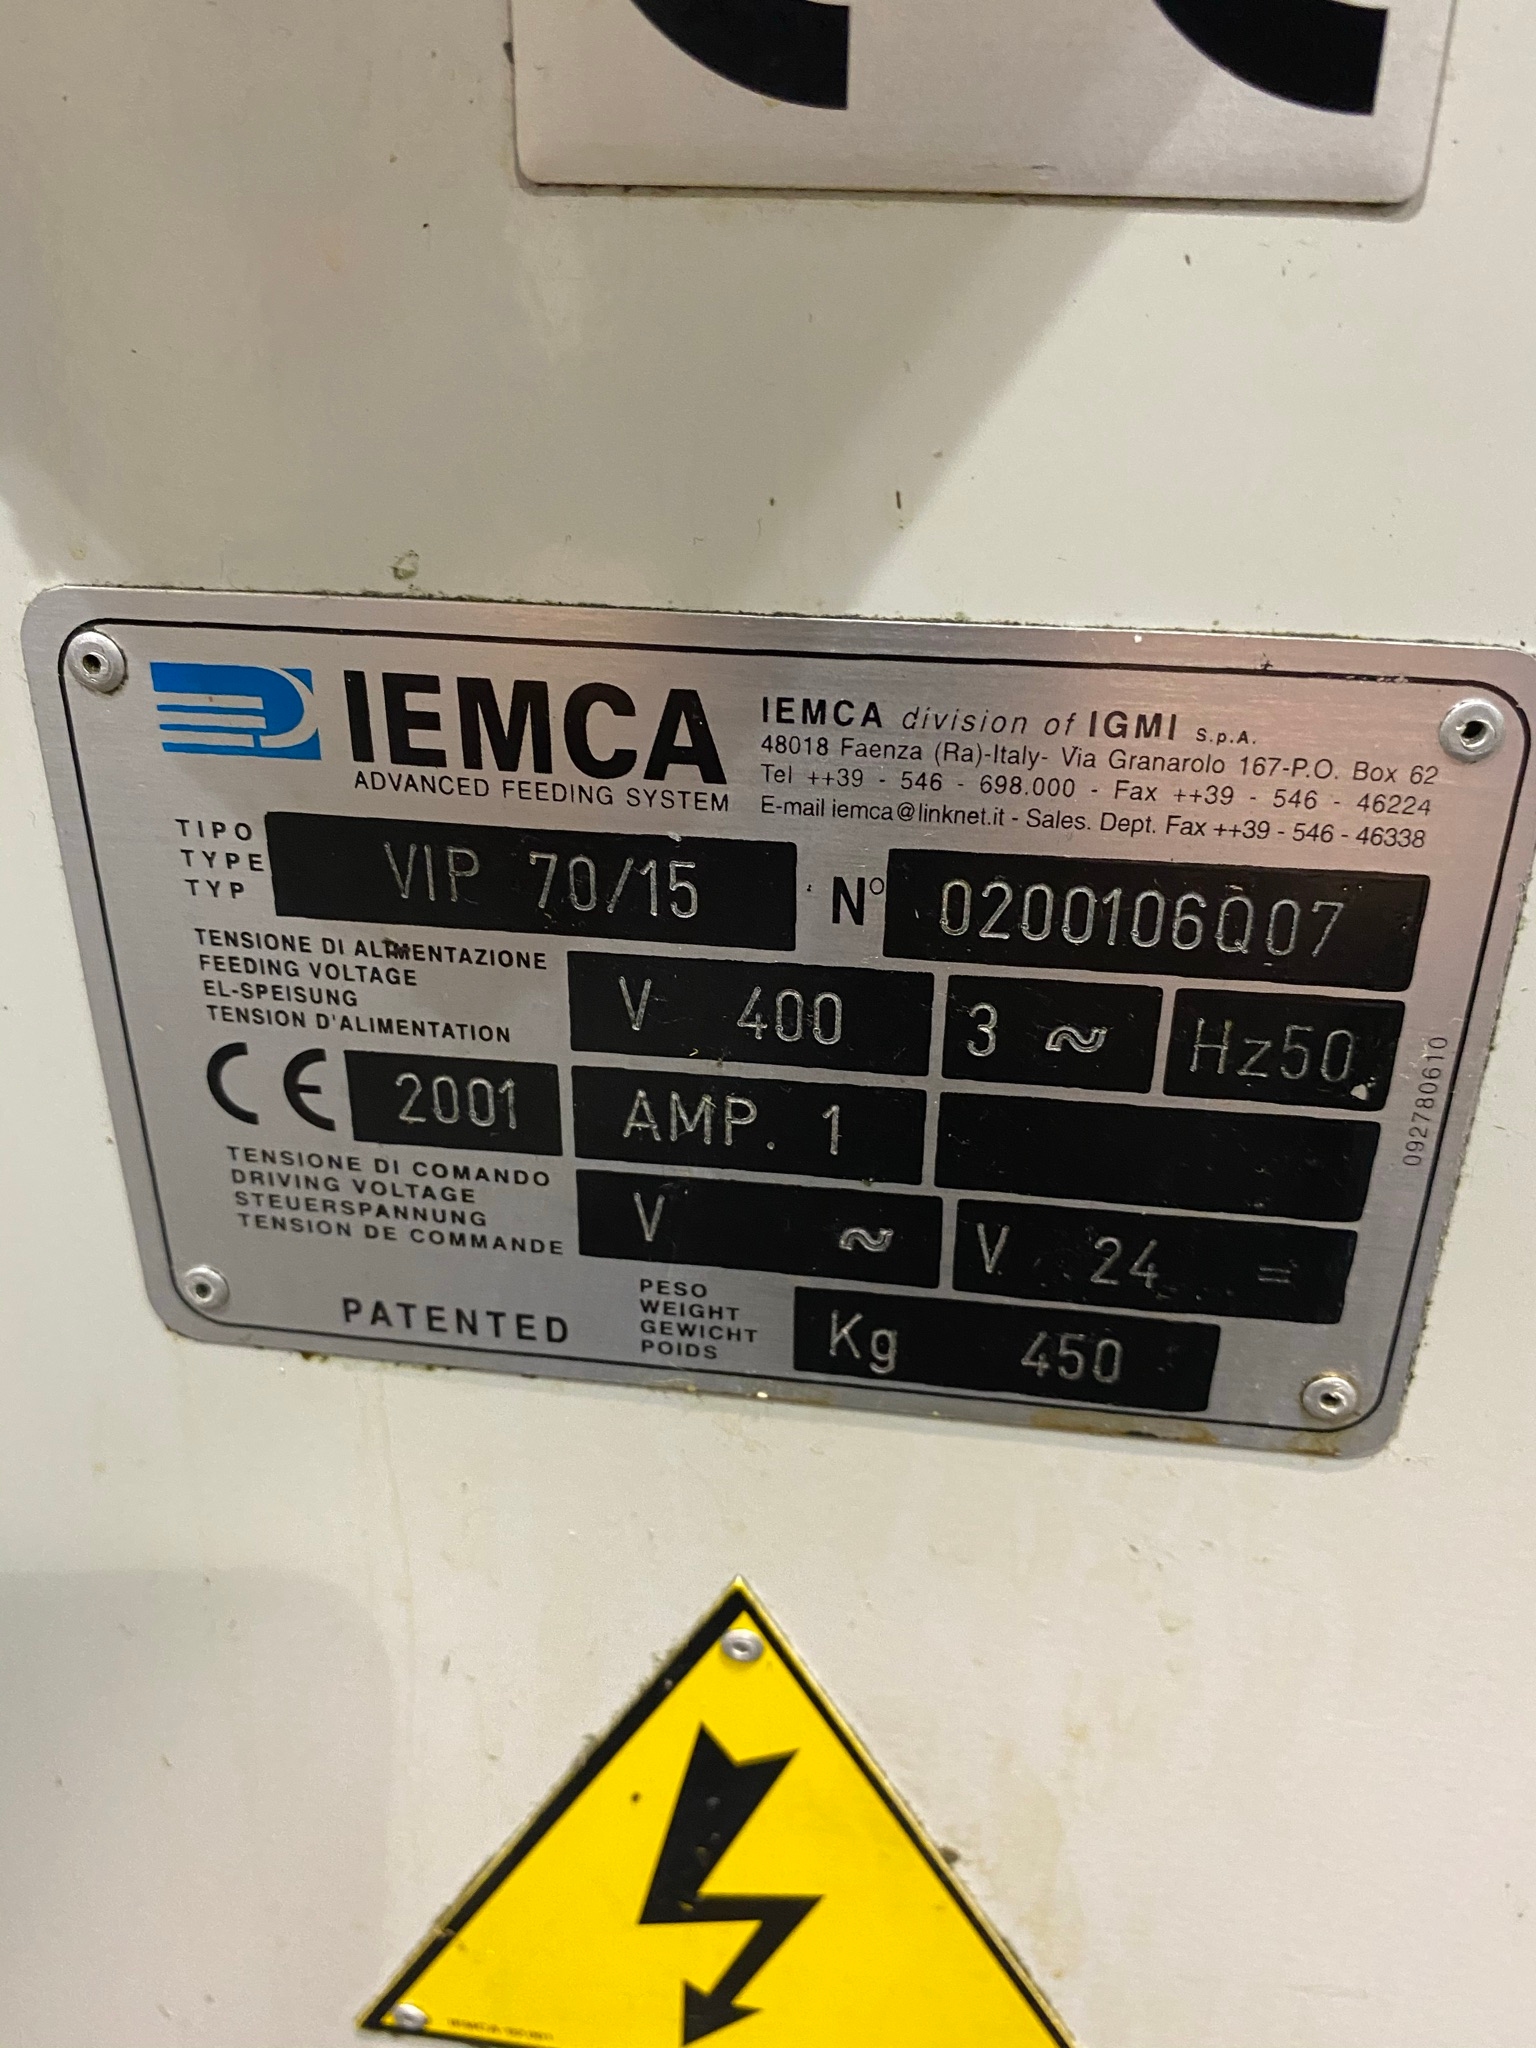 CE
IEMCA
ADVANCED FEEDING SYSTEM
IEMCA division of IGMI S.p.A.
48018 Faenza (Ra)-Italy- Via Granarolo 167-P.O. Box 62
Tel ++39 - 546 - 698.000 - Fax ++39 - 546 - 46224
E-mail iemca@linknet.it - Sales. Dept. Fax ++39 - 546 - 46338
TIPO
TYPE
TYP
VIP 70/15
N° 0200106Q07
TENSIONE DI ALIMENTAZIONE
FEEDING VOLTAGE
EL-SPEISUNG
TENSION D'ALIMENTATION
V 400
3 ~
Hz50
CE 2001
AMP. 1
TENSIONE DI COMANDO
DRIVING VOLTAGE
STEUERSPANNUNG
TENSION DE COMMANDE
V ~
V 24 =
PATENTED
PESO
WEIGHT
GEWICHT
POIDS
Kg 450
092780610